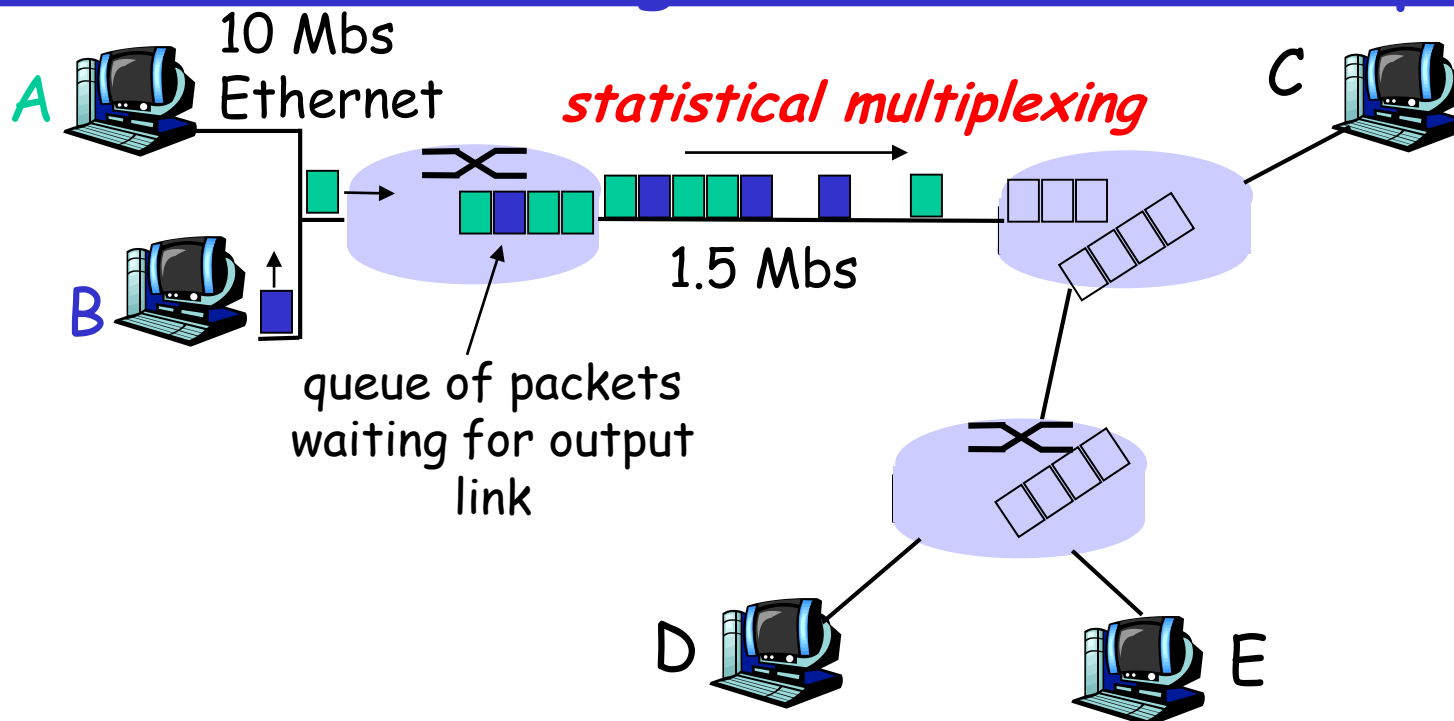 10 Mbs
Ethernet
A
statistical multiplexing
C
1.5 Mbs
B
queue of packets
waiting for output
link
D
E